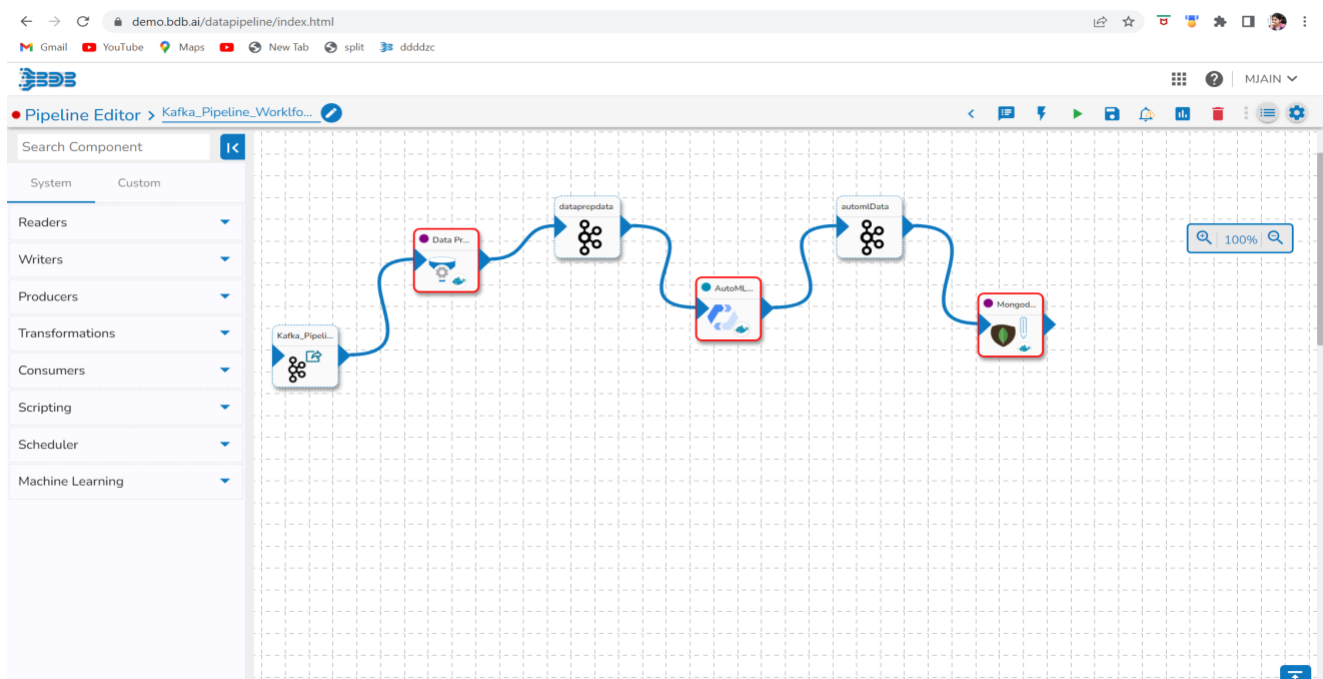 demo.bdb.ai/datapipeline/index.html
Gmail YouTube Maps New Tab split ddddzc
BDB
? MJAIN
Pipeline Editor > Kafka_Pipeline_Worklfo...
Search Component
System Custom
Readers
Writers
Producers
Transformations
Consumers
Scripting
Scheduler
Machine Learning
Kafka_Pipeli...
Data Pr...
dataprepdata
AutoML...
automlData
Mongod...
100%